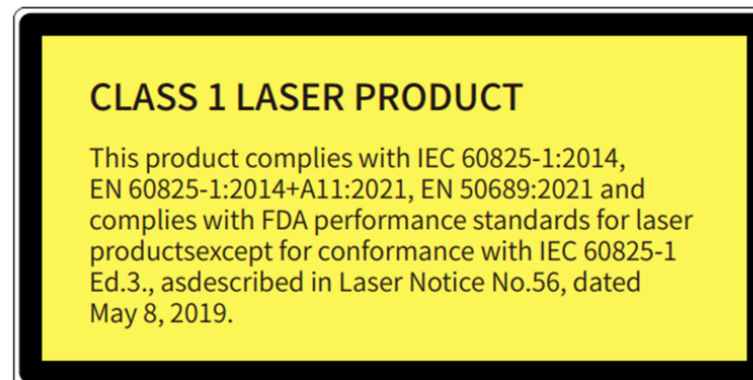 CLASS 1 LASER PRODUCT
This product complies with IEC 60825-1:2014,
EN 60825-1:2014+A11:2021, EN 50689:2021 and
complies with FDA performance standards for laser
productsexcept for conformance with IEC 60825-1
Ed.3., asdescribed in Laser Notice No.56, dated
May 8, 2019.